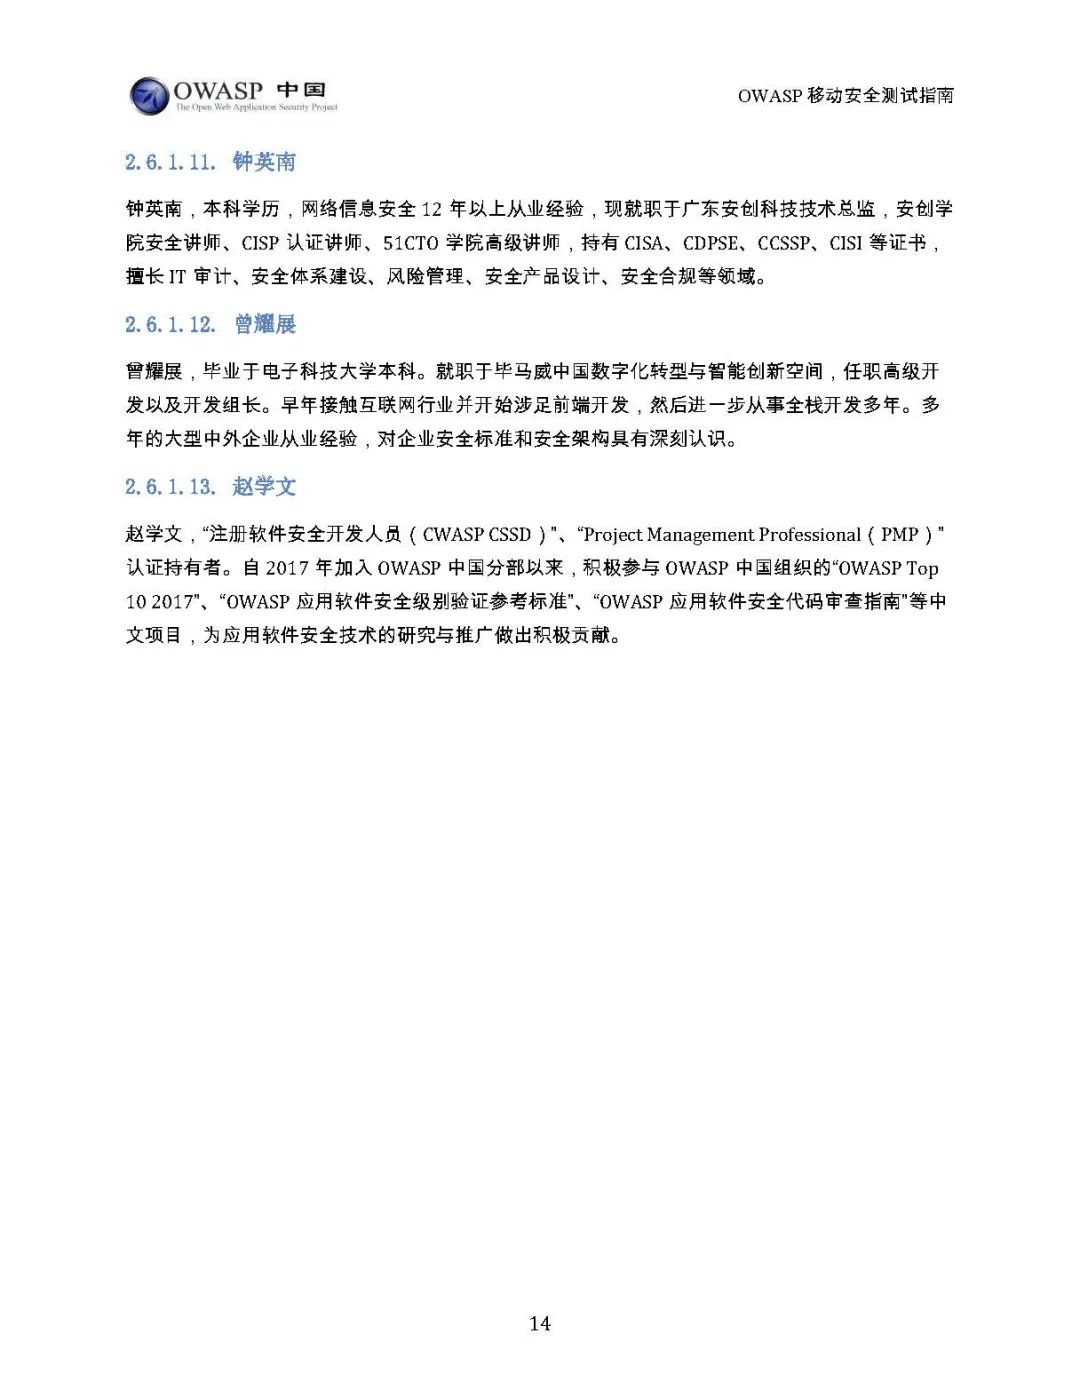 OWASP 中国
The Open Web Application Security Project
OWASP 移动安全测试指南
2.6.1.11. 钟英南
钟英南，本科学历，网络信息安全 12 年以上从业经验，现就职于广东安创科技技术总监，安创学
院安全讲师、CISP 认证讲师、51CTO 学院高级讲师，持有 CISA、CDPSE、CCSSP、CISI 等证书，
擅长 IT 审计、安全体系建设、风险管理、安全产品设计、安全合规等领域。
2.6.1.12. 曾耀展
曾耀展，毕业于电子科技大学本科。就职于毕马威中国数字化转型与智能创新空间，任职高级开
发以及开发组长。早年接触互联网行业并开始涉足前端开发，然后进一步从事全栈开发多年。多
年的大型中外企业从业经验，对企业安全标准和安全架构具有深刻认识。
2.6.1.13. 赵学文
赵学文，“注册软件安全开发人员（CWASP CSSD）”、“Project Management Professional（PMP）”
认证持有者。自 2017 年加入 OWASP 中国分部以来，积极参与 OWASP 中国组织的“OWASP Top
10 2017”、“OWASP 应用软件安全级别验证参考标准”、“OWASP 应用软件安全代码审查指南”等中
文项目，为应用软件安全技术的研究与推广做出积极贡献。
14